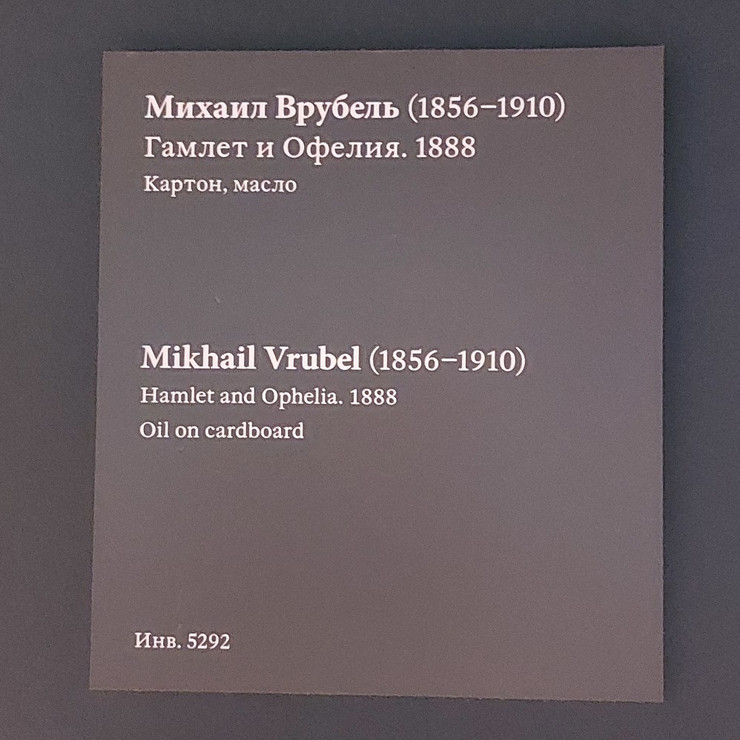 Михаил Врубель (1856–1910)
Гамлет и Офелия. 1888
Картон, масло
Mikhail Vrubel (1856–1910)
Hamlet and Ophelia. 1888
Oil on cardboard
Инв. 5292